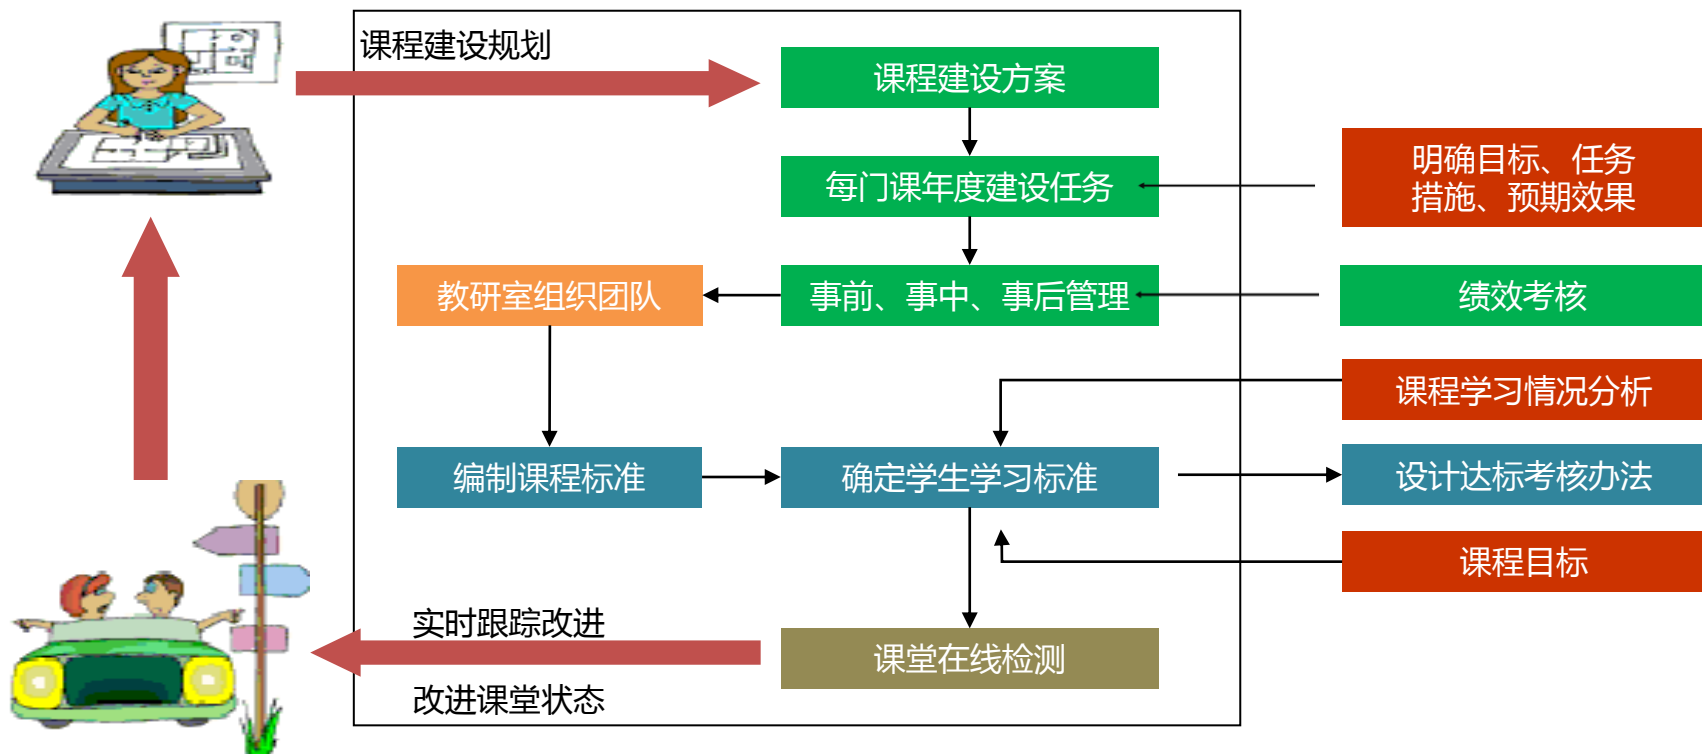 课程建设规划
课程建设方案
明确目标、任务
措施、预期效果
每门课年度建设任务
教研室组织团队
事前、事中、事后管理
绩效考核
课程学习情况分析
编制课程标准
确定学生学习标准
设计达标考核办法
课程目标
实时跟踪改进
课堂在线检测
改进课堂状态